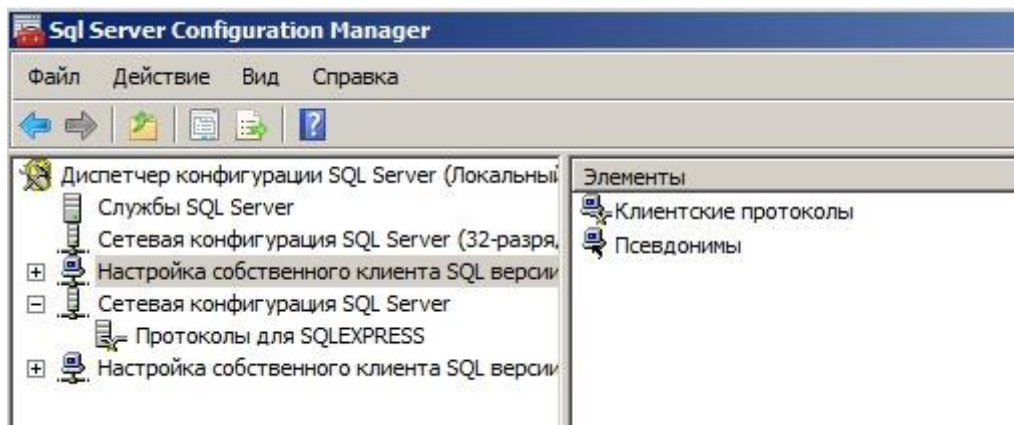 Sql Server Configuration Manager
Файл Действие Вид Справка
Диспетчер конфигурации SQL Server (Локальный
Службы SQL Server
Сетевая конфигурация SQL Server (32-разря
Настройка собственного клиента SQL версии
Сетевая конфигурация SQL Server
Протоколы для SQLEXPRESS
Настройка собственного клиента SQL версии
Элементы
Клиентские протоколы
Псевдонимы